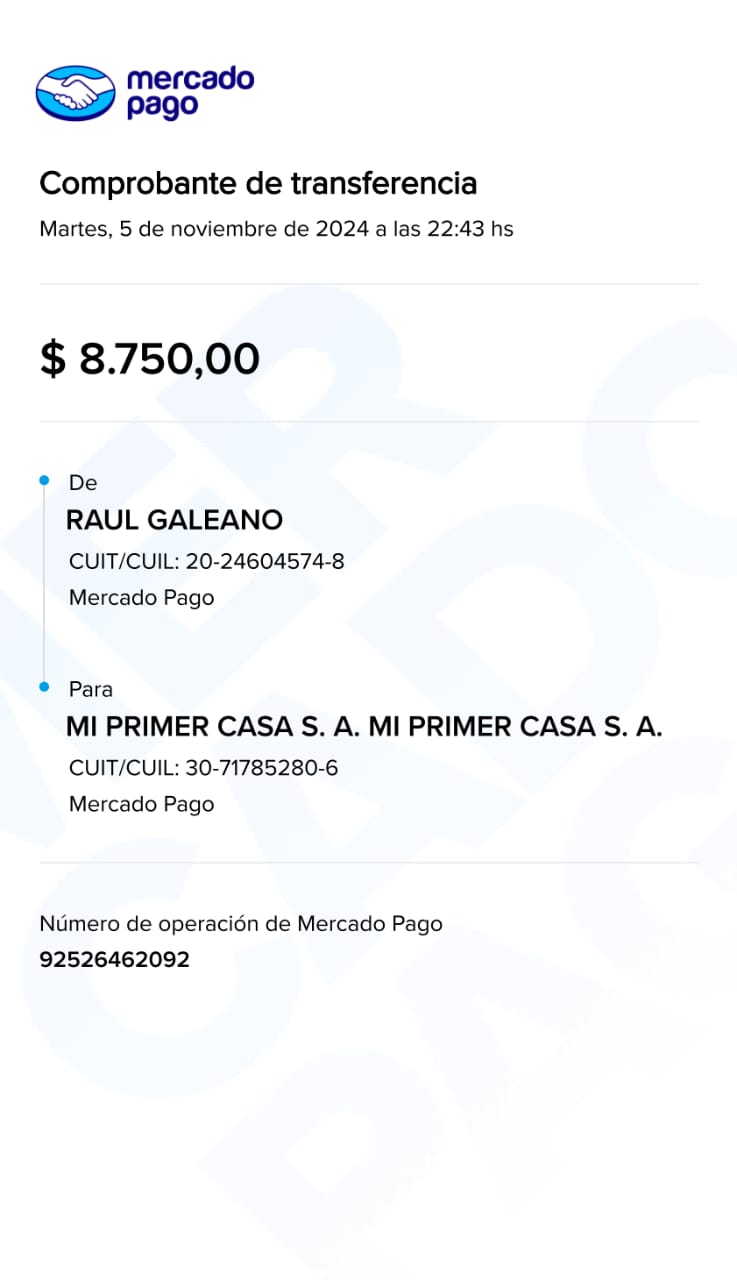 mercado
pago
Comprobante de transferencia
Martes, 5 de noviembre de 2024 a las 22:43 hs
$ 8.750,00
De
RAUL GALEANO
CUIT/CUIL: 20-24604574-8
Mercado Pago
Para
MI PRIMER CASA S. A. MI PRIMER CASA S. A.
CUIT/CUIL: 30-71785280-6
Mercado Pago
Número de operación de Mercado Pago
92526462092